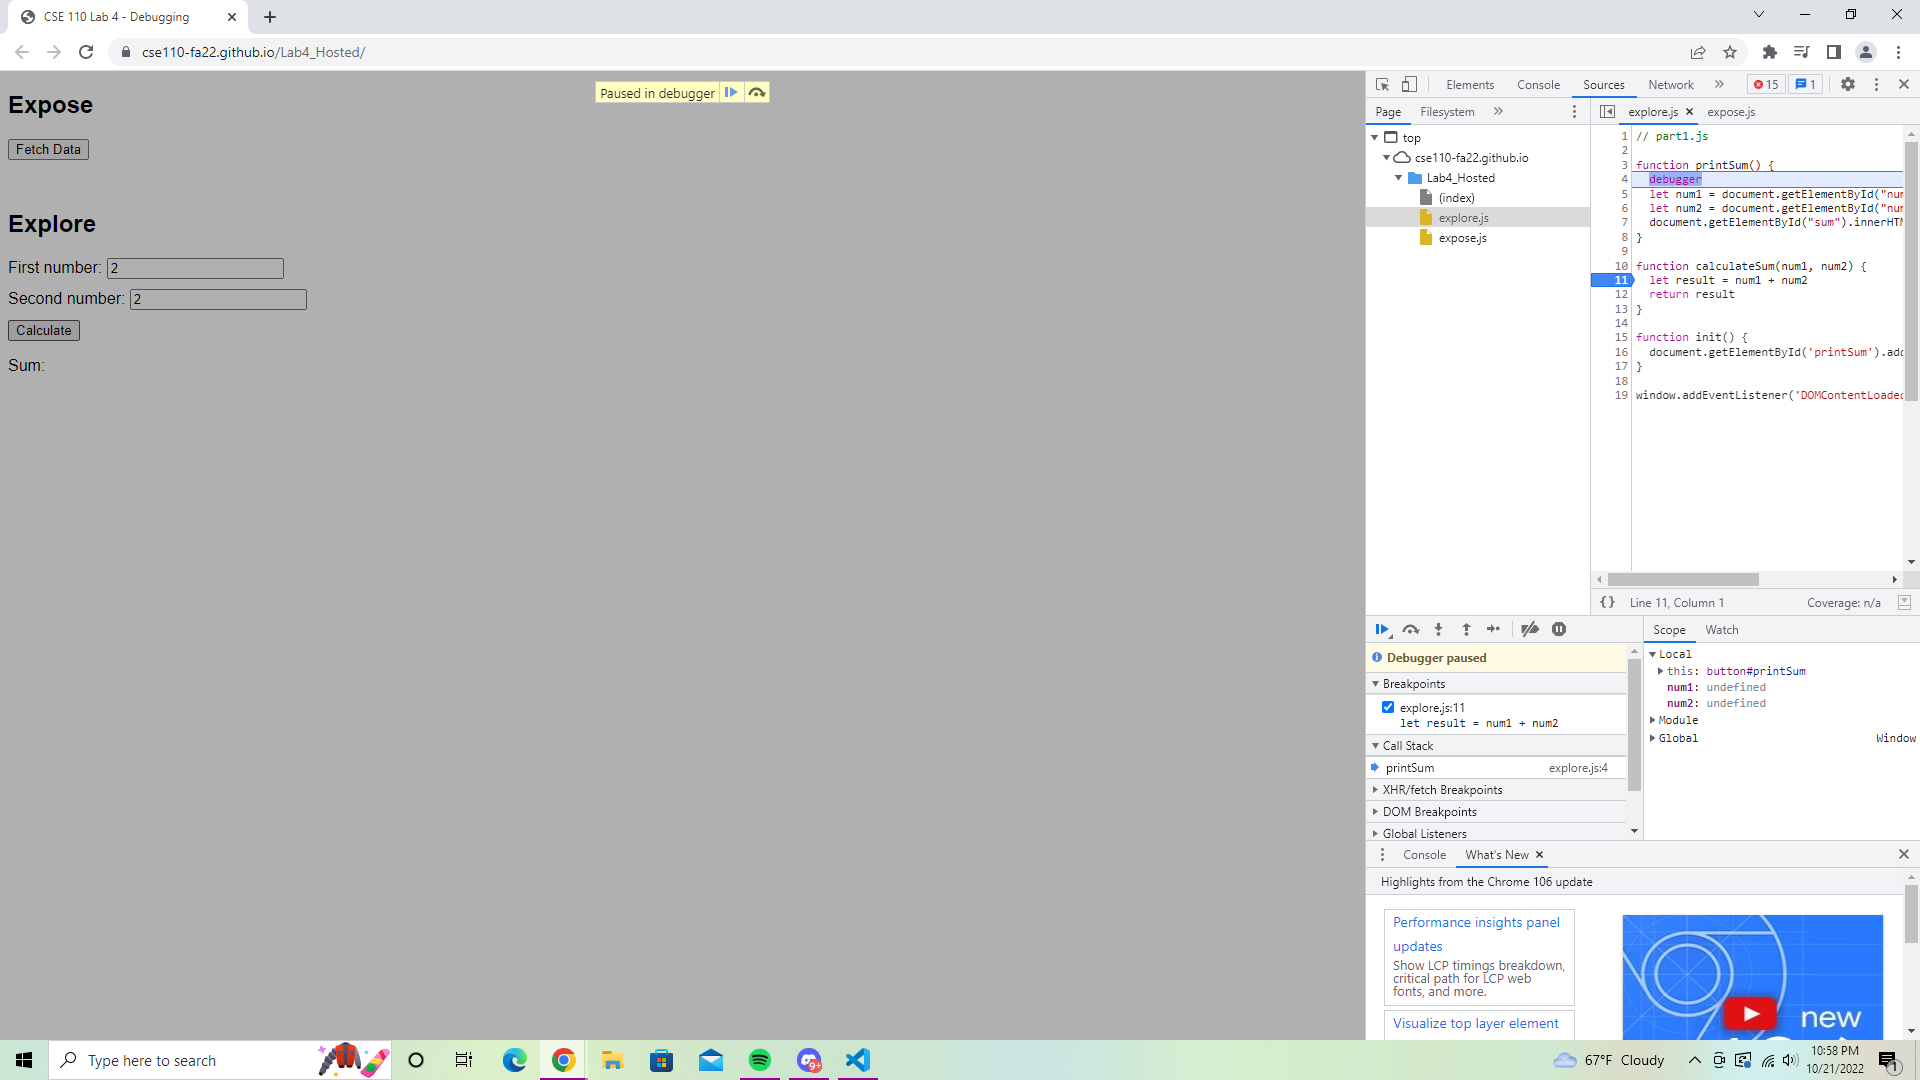 CSE 110 Lab 4 - Debugging
cse110-fa22.github.io/Lab4_Hosted/
Expose
Fetch Data
Explore
First number: 2
Second number: 2
Calculate
Sum:
Paused in debugger
Elements Console Sources Network » 15 1
Page Filesystem »
explore.js expose.js
top
cse110-fa22.github.io
Lab4_Hosted
(index)
explore.js
expose.js
1 // part1.js
2
3 function printSum() {
4 debugger
5 let num1 = document.getElementById("nu
6 let num2 = document.getElementById("nu
7 document.getElementById("sum").innerHT
8 }
9
10 function calculateSum(num1, num2) {
11 let result = num1 + num2
12 return result
13 }
14
15 function init() {
16 document.getElementById('printSum').ad
17 }
18
19 window.addEventListener('DOMContentLoade
{ } Line 11, Column 1 Coverage: n/a
Debugger paused
Breakpoints
explore.js:11
let result = num1 + num2
Call Stack
printSum explore.js:4
XHR/fetch Breakpoints
DOM Breakpoints
Global Listeners
Scope Watch
Local
this: button#printSum
num1: undefined
num2: undefined
Module
Global Window
Console What's New
Highlights from the Chrome 106 update
Performance insights panel
updates
Show LCP timings breakdown,
critical path for LCP web
fonts, and more.
Visualize top layer element
new
Type here to search
9+
67°F Cloudy
10:58 PM
10/21/2022
1